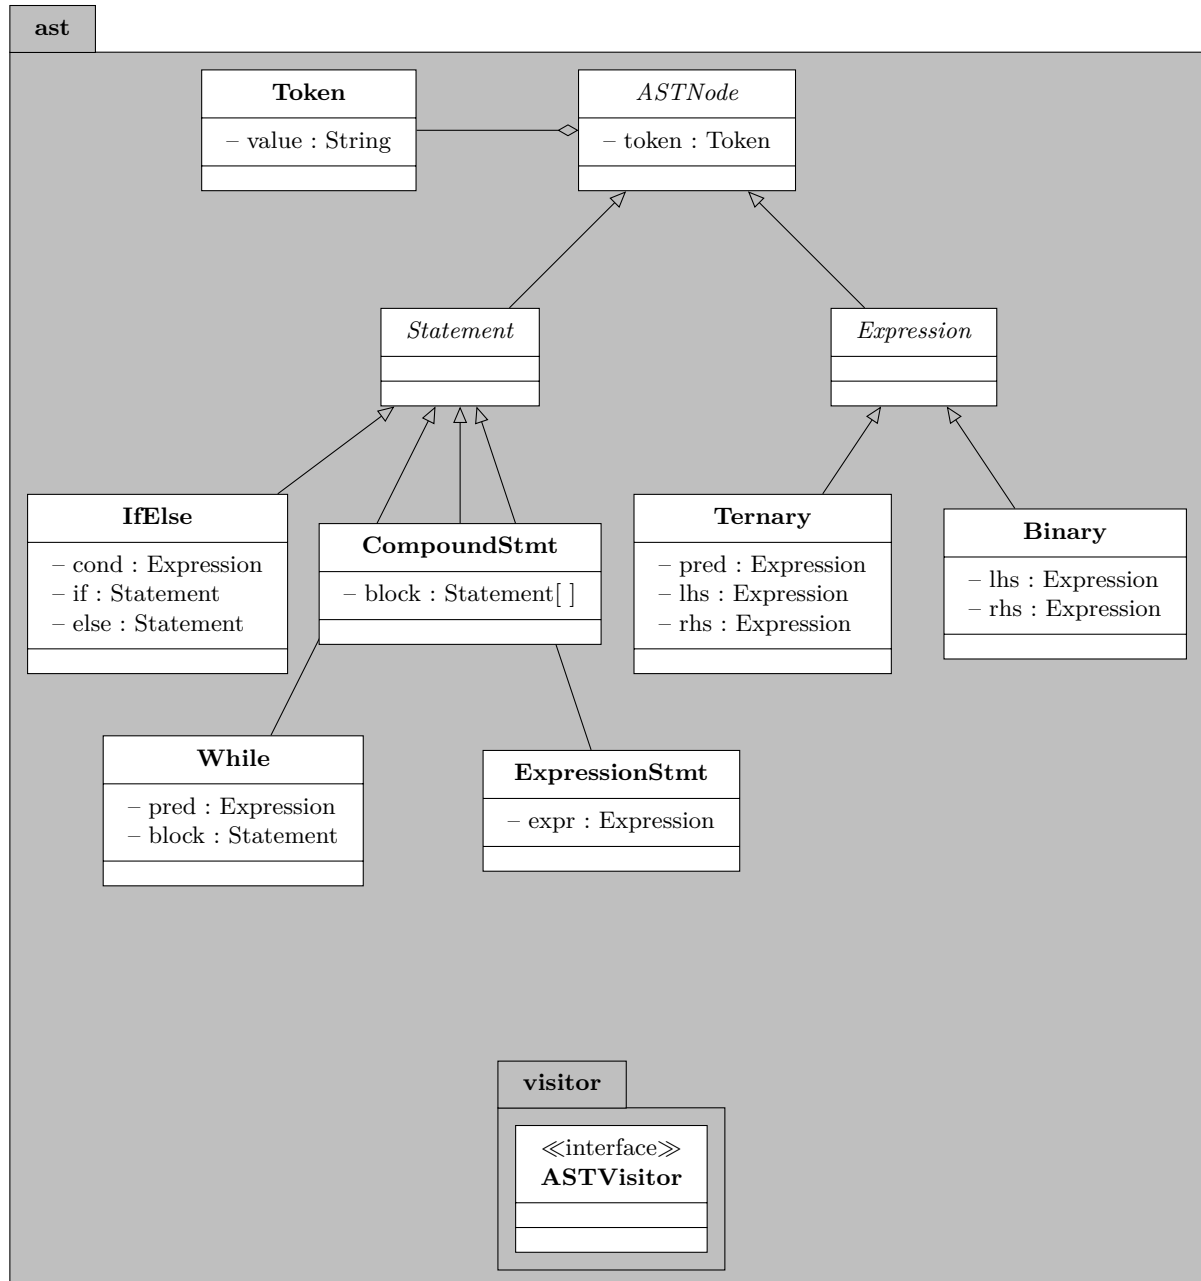 ast
Token
– value : String
ASTNode
– token : Token
Statement
Expression
IfElse
– cond : Expression
– if : Statement
– else : Statement
CompoundStmt
– block : Statement[ ]
Ternary
– pred : Expression
– lhs : Expression
– rhs : Expression
Binary
– lhs : Expression
– rhs : Expression
While
– pred : Expression
– block : Statement
ExpressionStmt
– expr : Expression
visitor
≪interface≫
ASTVisitor